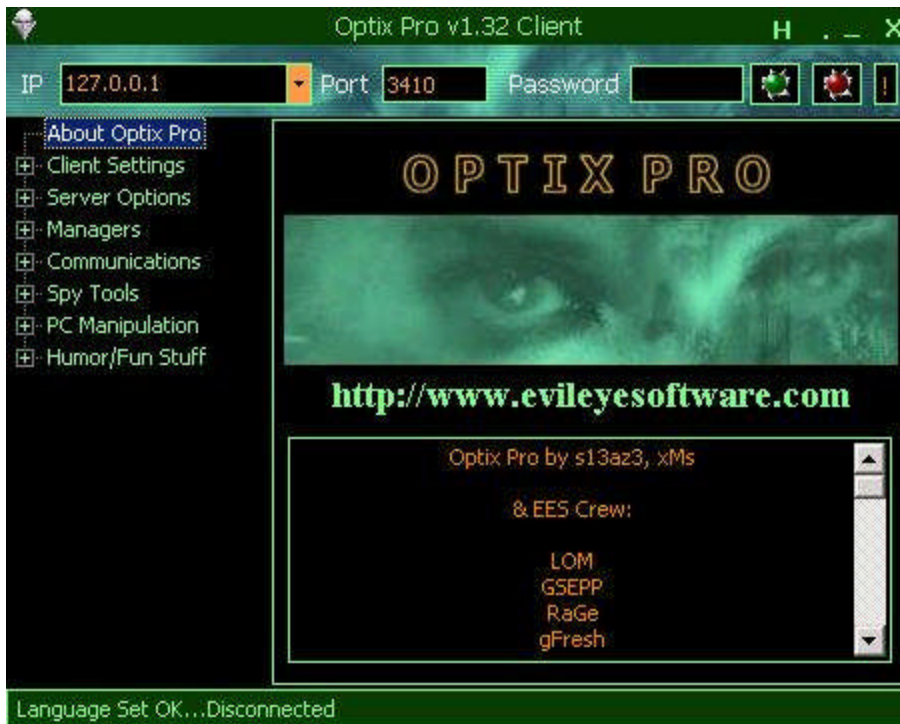 Optix Pro v1.32 Client H . _ X
IP 127.0.0.1 Port 3410 Password !
About Optix Pro
Client Settings
Server Options
Managers
Communications
Spy Tools
PC Manipulation
Humor/Fun Stuff
OPTIX PRO
http://www.evileyesoftware.com
Optix Pro by s13az3, xMs
& EES Crew:
LOM
GSEPP
RaGe
gFresh
Language Set OK...Disconnected